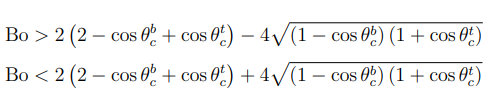 Bo > 2 (2 − cos θ_c^b + cos θ_c^t) − 4√((1 − cos θ_c^b) (1 + cos θ_c^t))
Bo < 2 (2 − cos θ_c^b + cos θ_c^t) + 4√((1 − cos θ_c^b) (1 + cos θ_c^t))